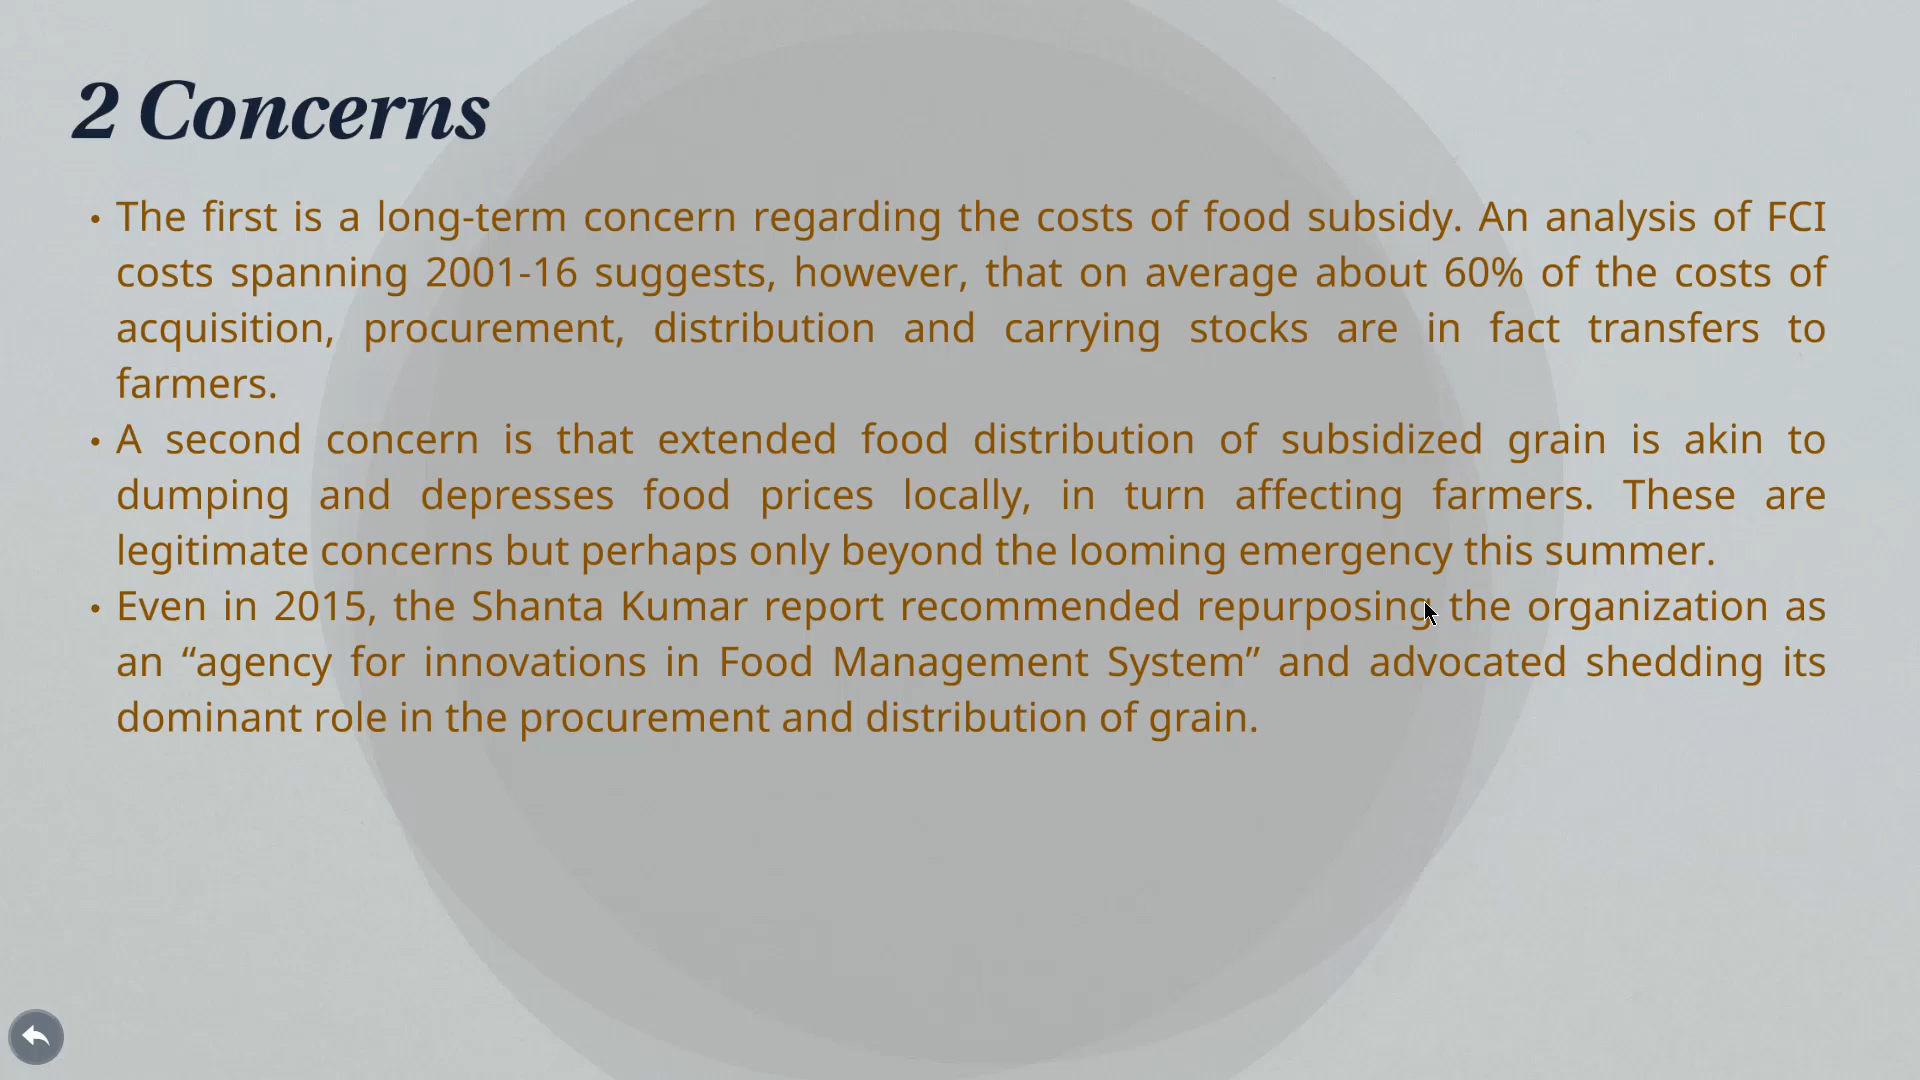 2 Concerns
• The first is a long-term concern regarding the costs of food subsidy. An analysis of FCI
costs spanning 2001-16 suggests, however, that on average about 60% of the costs of
acquisition, procurement, distribution and carrying stocks are in fact transfers to
farmers.
• A second concern is that extended food distribution of subsidized grain is akin to
dumping and depresses food prices locally, in turn affecting farmers. These are
legitimate concerns but perhaps only beyond the looming emergency this summer.
• Even in 2015, the Shanta Kumar report recommended repurposing the organization as
an “agency for innovations in Food Management System” and advocated shedding its
dominant role in the procurement and distribution of grain.